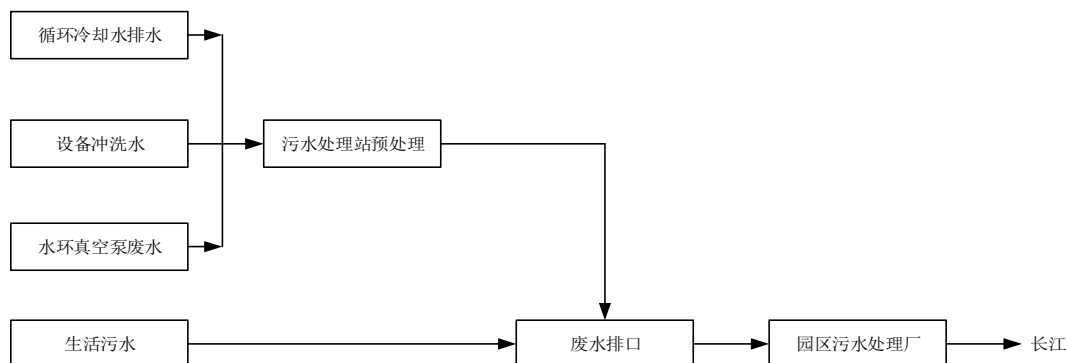 循环冷却水排水
设备冲洗水
污水处理站预处理
水环真空泵废水
生活污水
废水排口
园区污水处理厂
长江